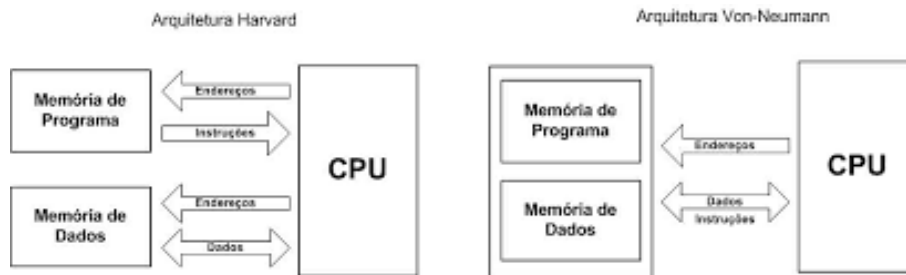 Arquitetura Harvard
Memória de
Programa
Endereços
Instruções
Memória de
Dados
Endereços
Dados
CPU
Arquitetura Von-Neumann
Memória de
Programa
Memória de
Dados
Endereços
Dados
Instruções
CPU